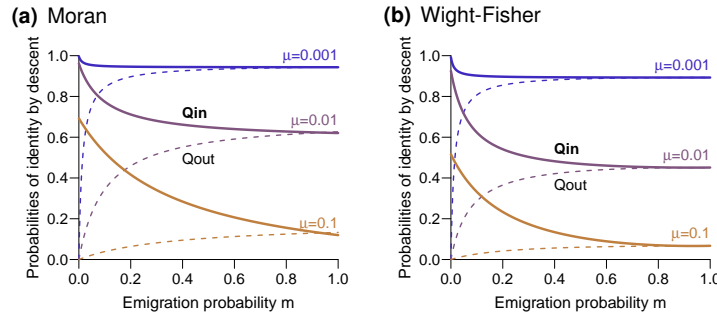 (a) Moran
Probabilities of identity by descent
1.0
0.8
0.6
0.4
0.2
0.0
μ=0.001
Qin
μ=0.01
Qout
μ=0.1
0.0 0.2 0.4 0.6 0.8 1.0
Emigration probability m
(b) Wight-Fisher
Probabilities of identity by descent
1.0
0.8
0.6
0.4
0.2
0.0
μ=0.001
Qin
μ=0.01
Qout
μ=0.1
0.0 0.2 0.4 0.6 0.8 1.0
Emigration probability m